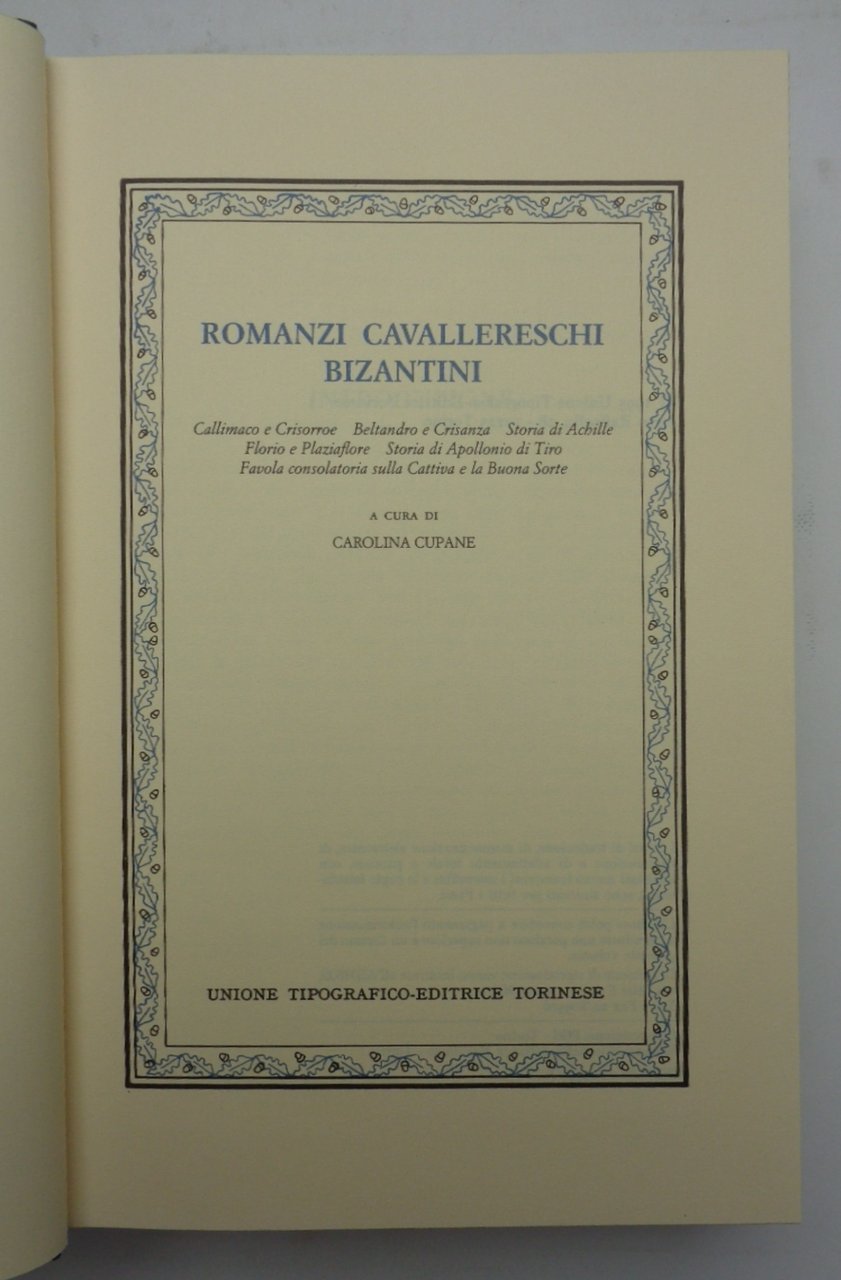 ROMANZI CAVALLERESCHI
BIZANTINI
Callimaco e Crisorroe Beltandro e Crisanza Storia di Achille
Florio e Plaziaflore Storia di Apollonio di Tiro
Favola consolatoria sulla Cattiva e la Buona Sorte
A CURA DI
CAROLINA CUPANE
UNIONE TIPOGRAFICO-EDITRICE TORINESE